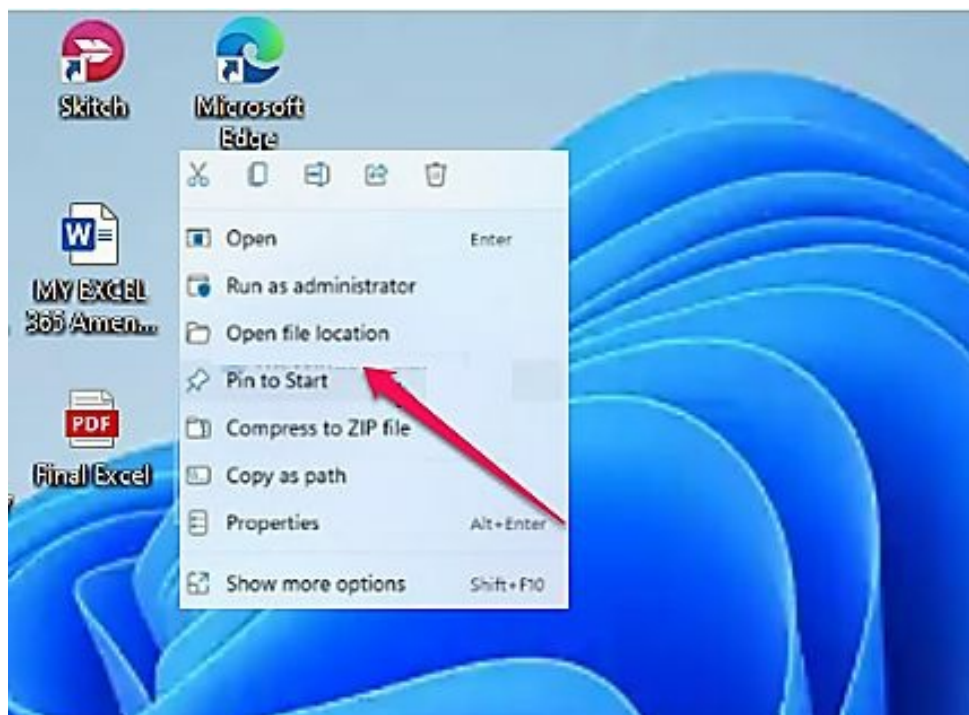 Skitch
Microsoft
Edge
W
MY EXCEL
365 Amen...
PDF
Final Excel
Open Enter
Run as administrator
Open file location
Pin to Start
Compress to ZIP file
Copy as path
Properties Alt+Enter
Show more options Shift+F10